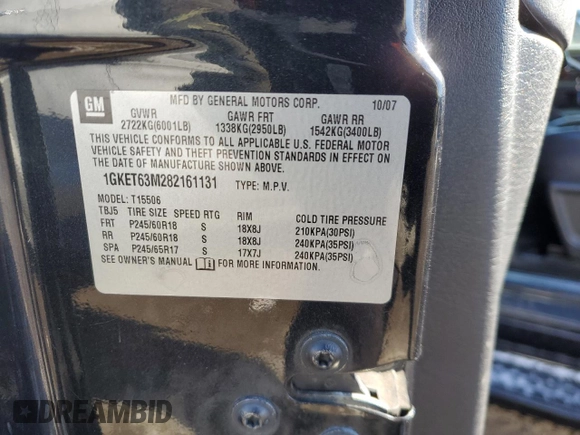 GM
MFD BY GENERAL MOTORS CORP. 10/07
GVWR GAWR FRT GAWR RR
2722KG(6001LB) 1338KG(2950LB) 1542KG(3400LB)
THIS VEHICLE CONFORMS TO ALL APPLICABLE U.S. FEDERAL MOTOR
VEHICLE SAFETY AND THEFT PREVENTION STANDARDS IN EFFECT ON
THE DATE OF MANUFACTURE SHOWN ABOVE.
1GKET63M282161131 TYPE: M.P.V.
MODEL: T15506
TBJ5 TIRE SIZE SPEED RTG RIM COLD TIRE PRESSURE
FRT P245/60R18 S 18X8J 210KPA(30PSI)
RR P245/60R18 S 18X8J 240KPA(35PSI)
SPA P245/65R17 S 17X7J 240KPA(35PSI)
SEE OWNER'S MANUAL FOR MORE INFORMATION.
DREAMBID